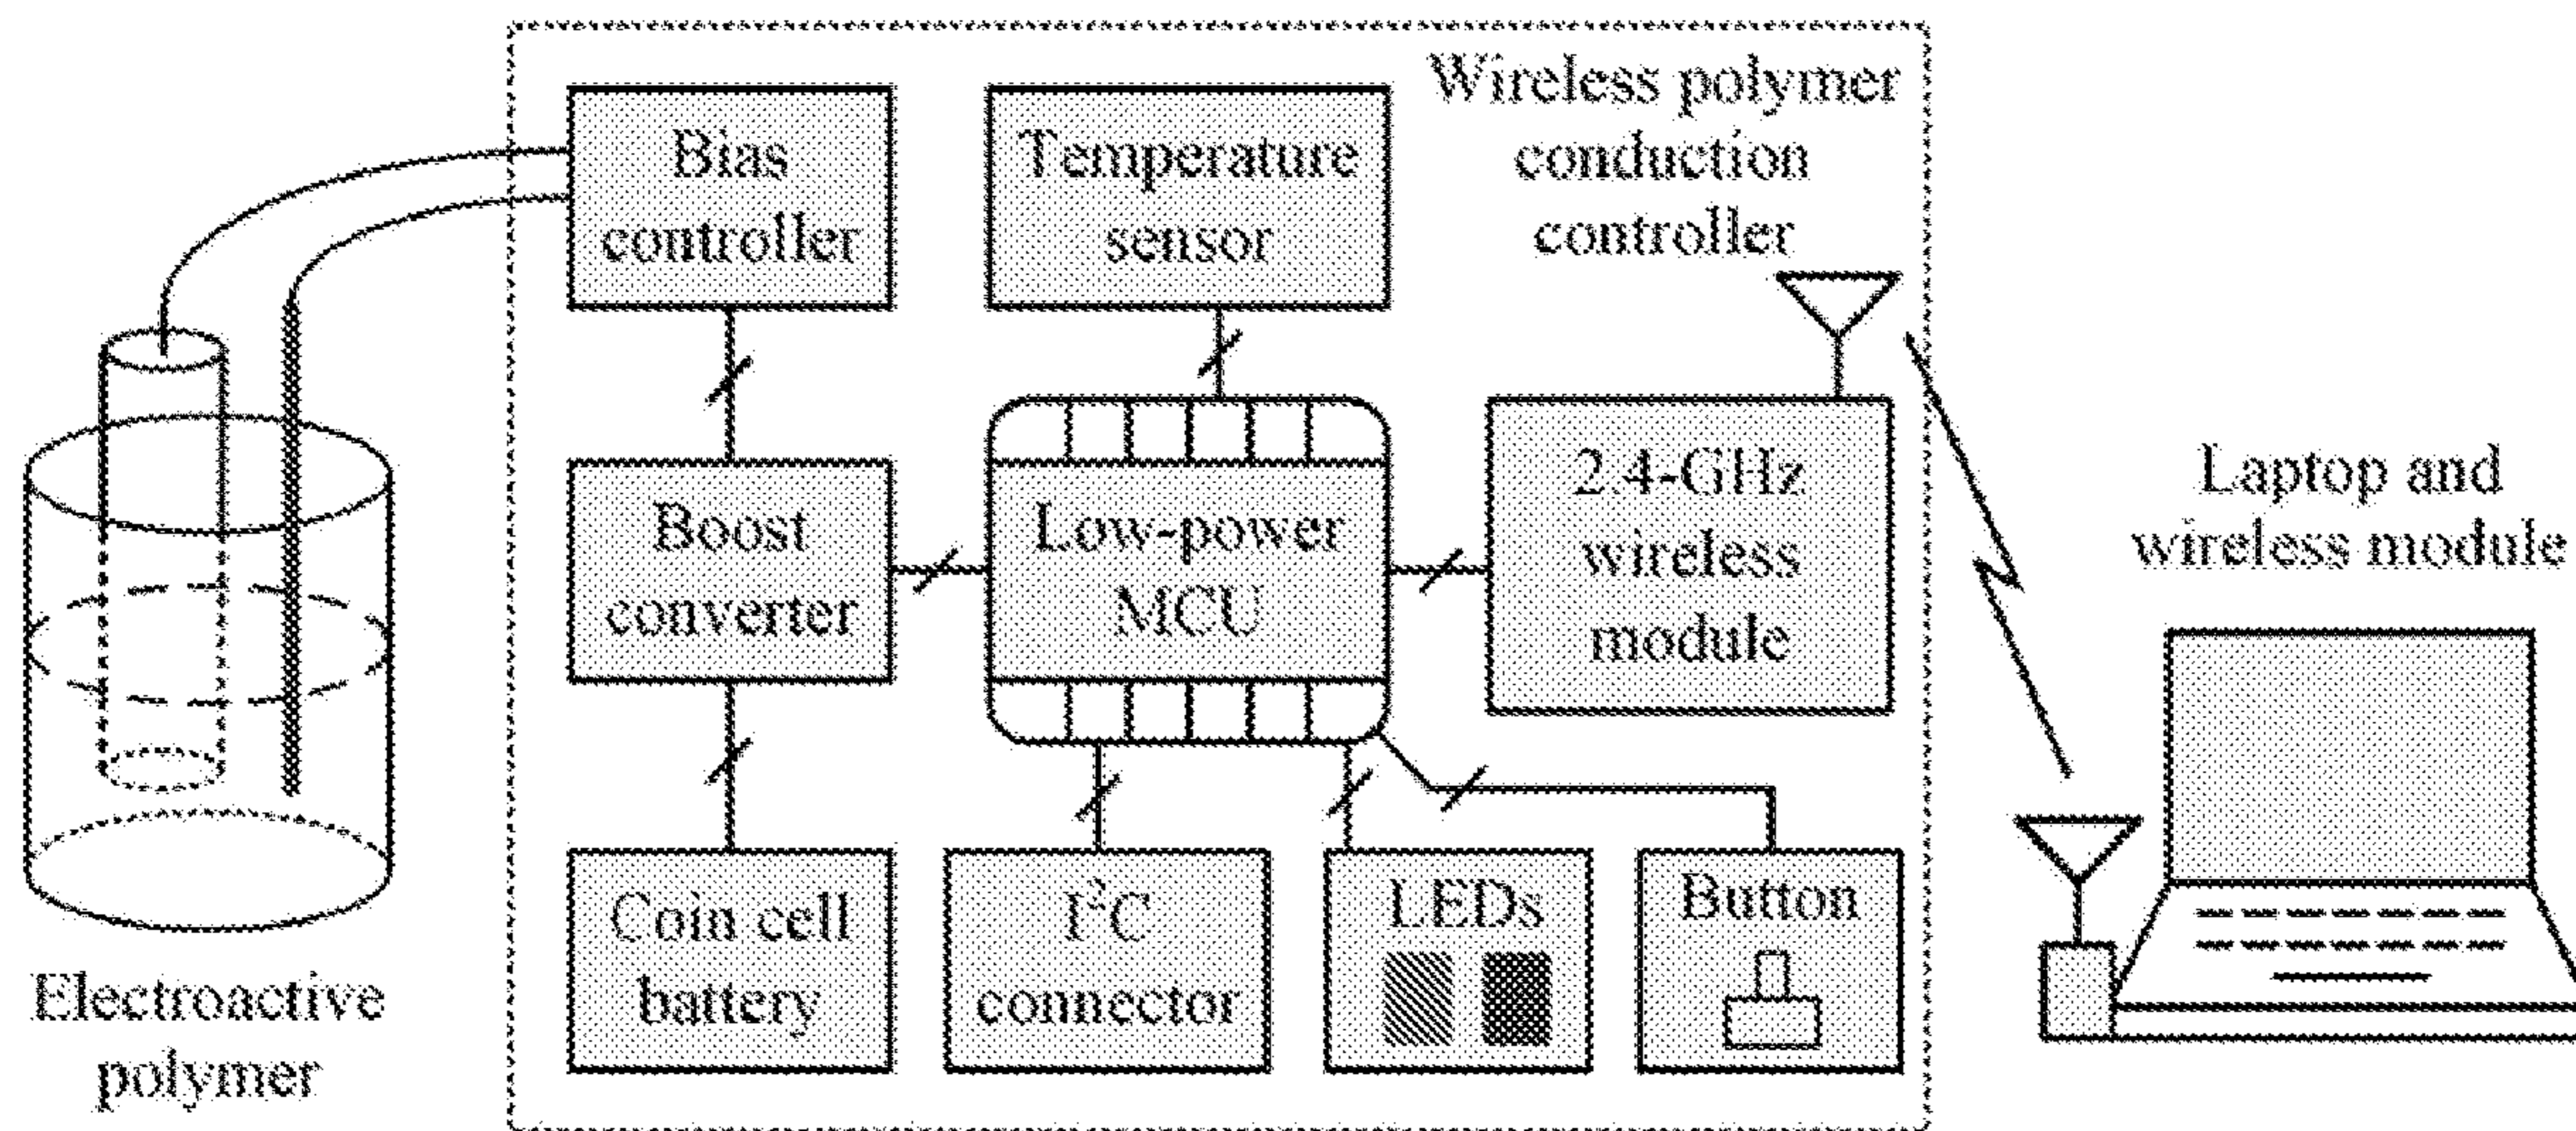 Wireless polymer
conduction
controller
Bias
controller
Temperature
sensor
Boost
converter
Low-power
MCU
2.4-GHz
wireless
module
Laptop and
wireless module
Coin cell
battery
I²C
connector
LEDs
Button
Electroactive
polymer